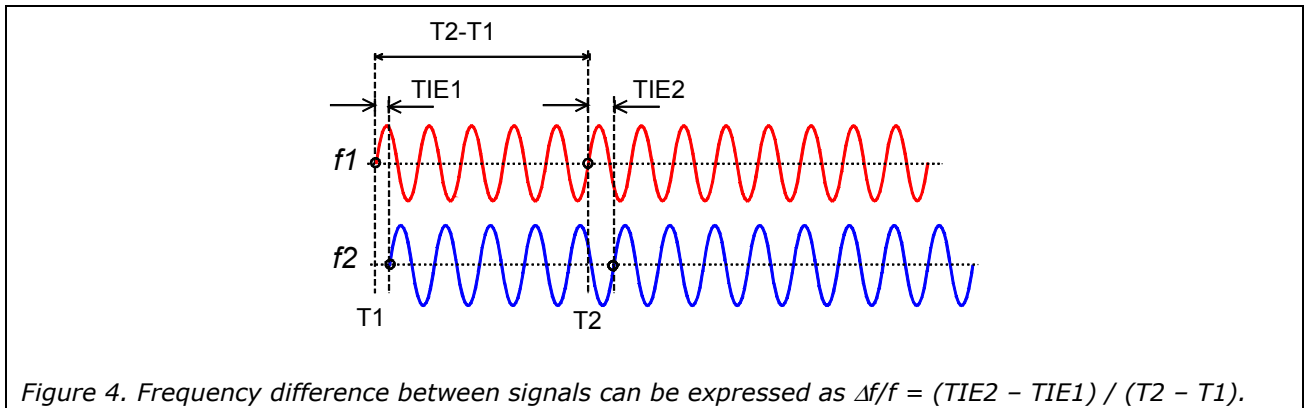 T2-T1
TIE1
TIE2
f1
f2
T1
T2
Figure 4. Frequency difference between signals can be expressed as Δf/f = (TIE2 – TIE1) / (T2 – T1).